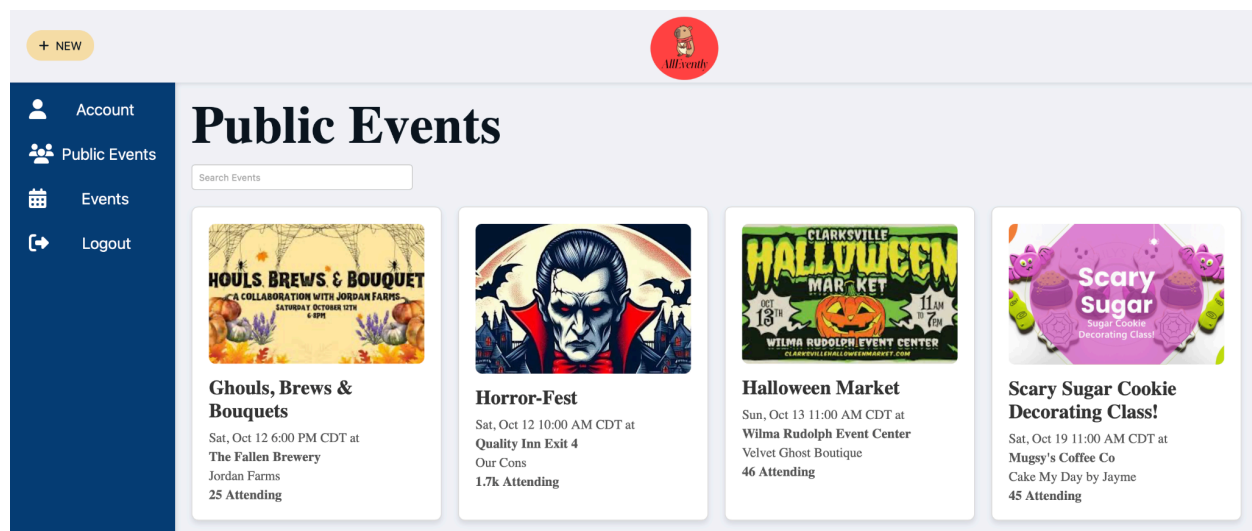 + NEW
AllEvently
Account
Public Events
Events
Logout
Public Events
Search Events
HOULS, BREWS, & BOUQUET
A COLLABORATION WITH JORDAN FARMS
SATURDAY OCTOBER 12TH
6-8PM
Ghouls, Brews &
Bouquets
Sat, Oct 12 6:00 PM CDT at
The Fallen Brewery
Jordan Farms
25 Attending
Horror-Fest
Sat, Oct 12 10:00 AM CDT at
Quality Inn Exit 4
Our Cons
1.7k Attending
CLARKSVILLE
HALLOWEEN
MARKET
OCT
13TH
11AM
TO 7PM
WILMA RUDOLPH EVENT CENTER
CLARKSVILLEHALLOWEENMARKET.COM
Halloween Market
Sun, Oct 13 11:00 AM CDT at
Wilma Rudolph Event Center
Velvet Ghost Boutique
46 Attending
Scary
Sugar
Sugar Cookie
Decorating Class!
Scary Sugar Cookie
Decorating Class!
Sat, Oct 19 11:00 AM CDT at
Mugsy's Coffee Co
Cake My Day by Jayme
45 Attending